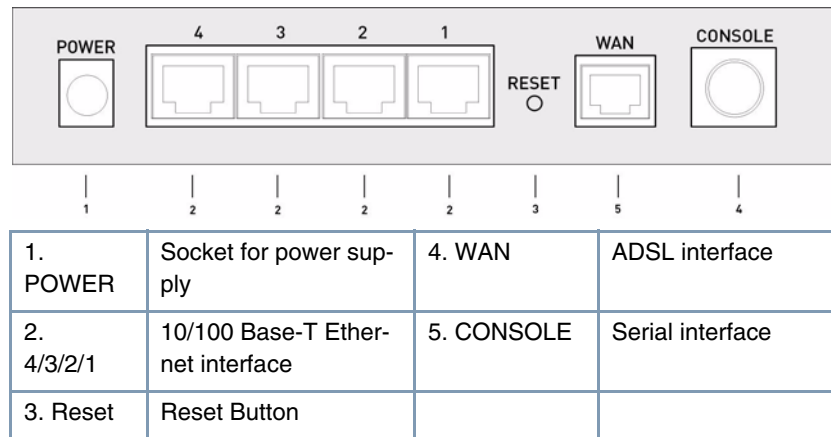 POWER
4 3 2 1
RESET
WAN
CONSOLE
1 2 2 2 2 3 5 4
1.
POWER
Socket for power sup-
ply
4. WAN
ADSL interface
2.
4/3/2/1
10/100 Base-T Ether-
net interface
5. CONSOLE
Serial interface
3. Reset
Reset Button